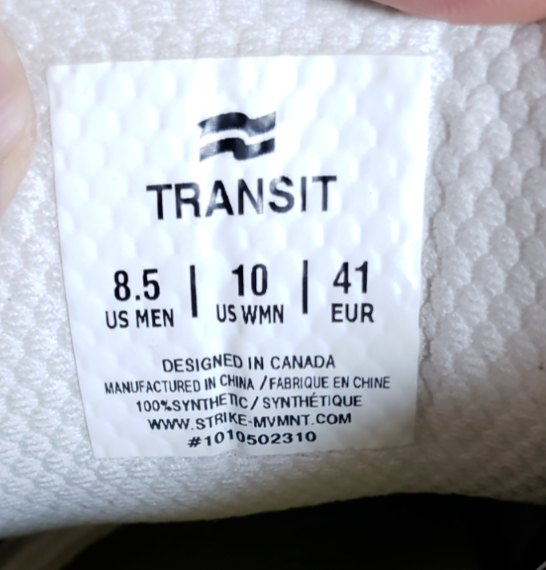 TRANSIT
8.5 | 10 | 41
US MEN US WMN EUR
DESIGNED IN CANADA
MANUFACTURED IN CHINA / FABRIQUE EN CHINE
100%SYNTHETIC / SYNTHÉTIQUE
WWW.STRIKE-MVMNT.COM
#1010502310